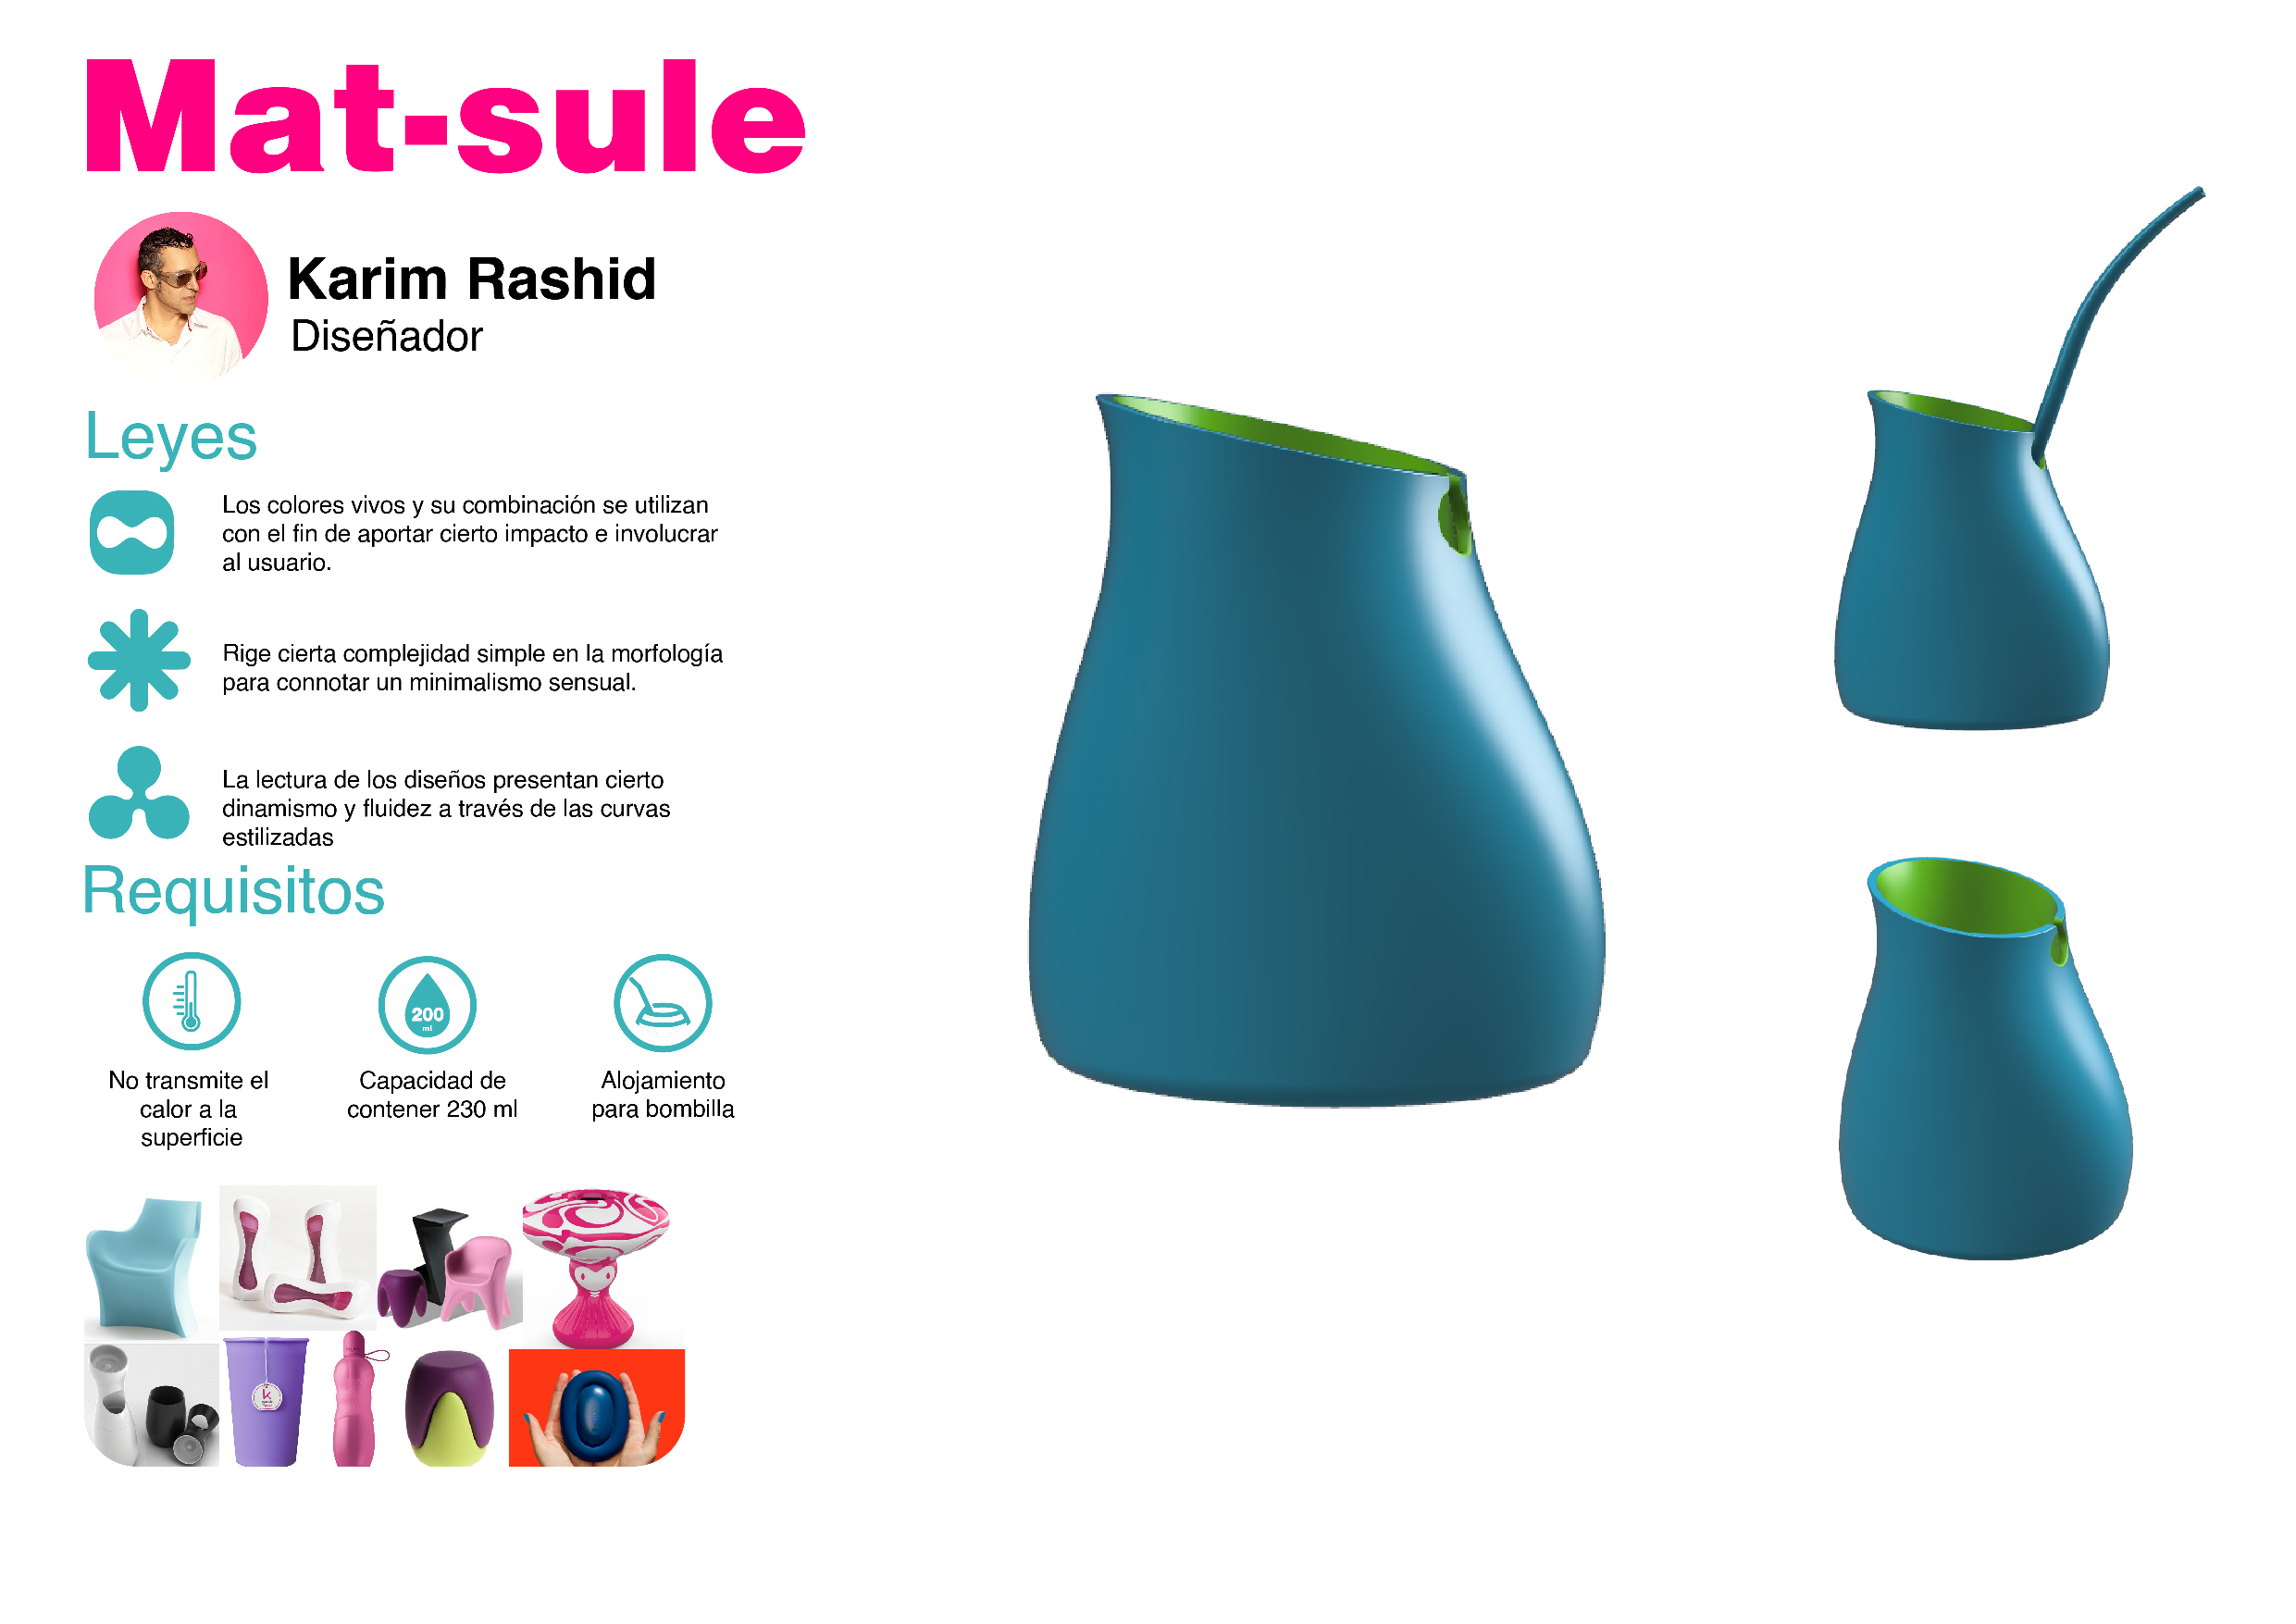 Mat-sule
Karim Rashid
Diseñador
Leyes
Los colores vivos y su combinación se utilizan
con el fin de aportar cierto impacto e involucrar
al usuario.
Rige cierta complejidad simple en la morfología
para connotar un minimalismo sensual.
La lectura de los diseños presentan cierto
dinamismo y fluidez a través de las curvas
estilizadas
Requisitos
200
ml
No transmite el
calor a la
superficie
Capacidad de
contener 230 ml
Alojamiento
para bombilla
k